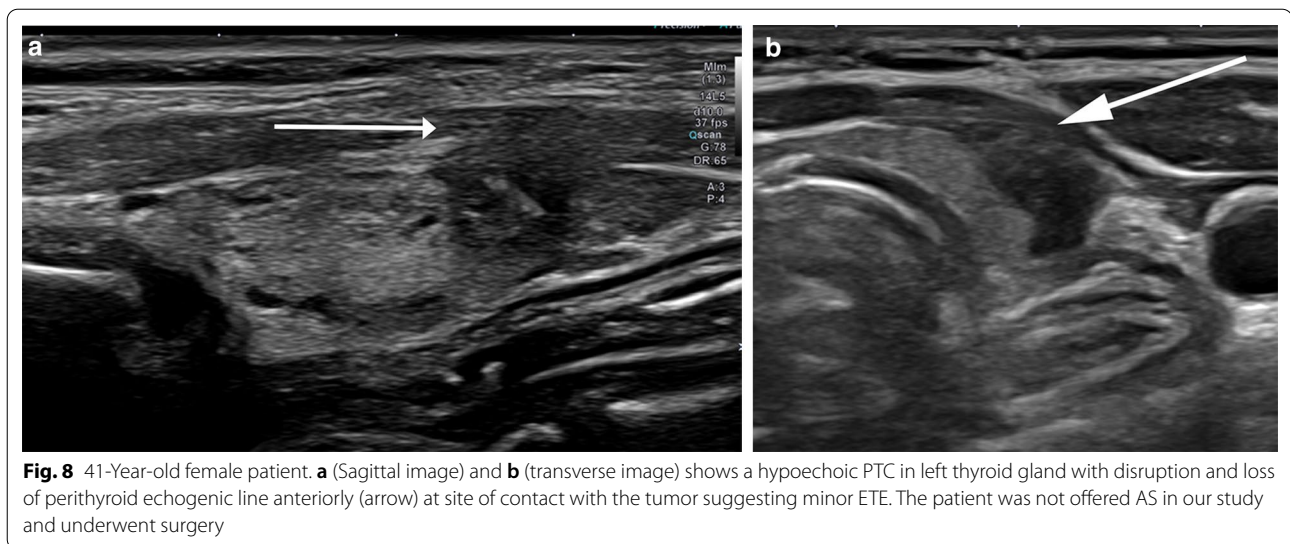 a
b
MIm
(1.3)
14L5
d10.0
37 fps
Qscan
G:78
DR:65
A:3
P:4
Fig. 8 41-Year-old female patient. a (Sagittal image) and b (transverse image) shows a hypoechoic PTC in left thyroid gland with disruption and loss
of perithyroid echogenic line anteriorly (arrow) at site of contact with the tumor suggesting minor ETE. The patient was not offered AS in our study
and underwent surgery